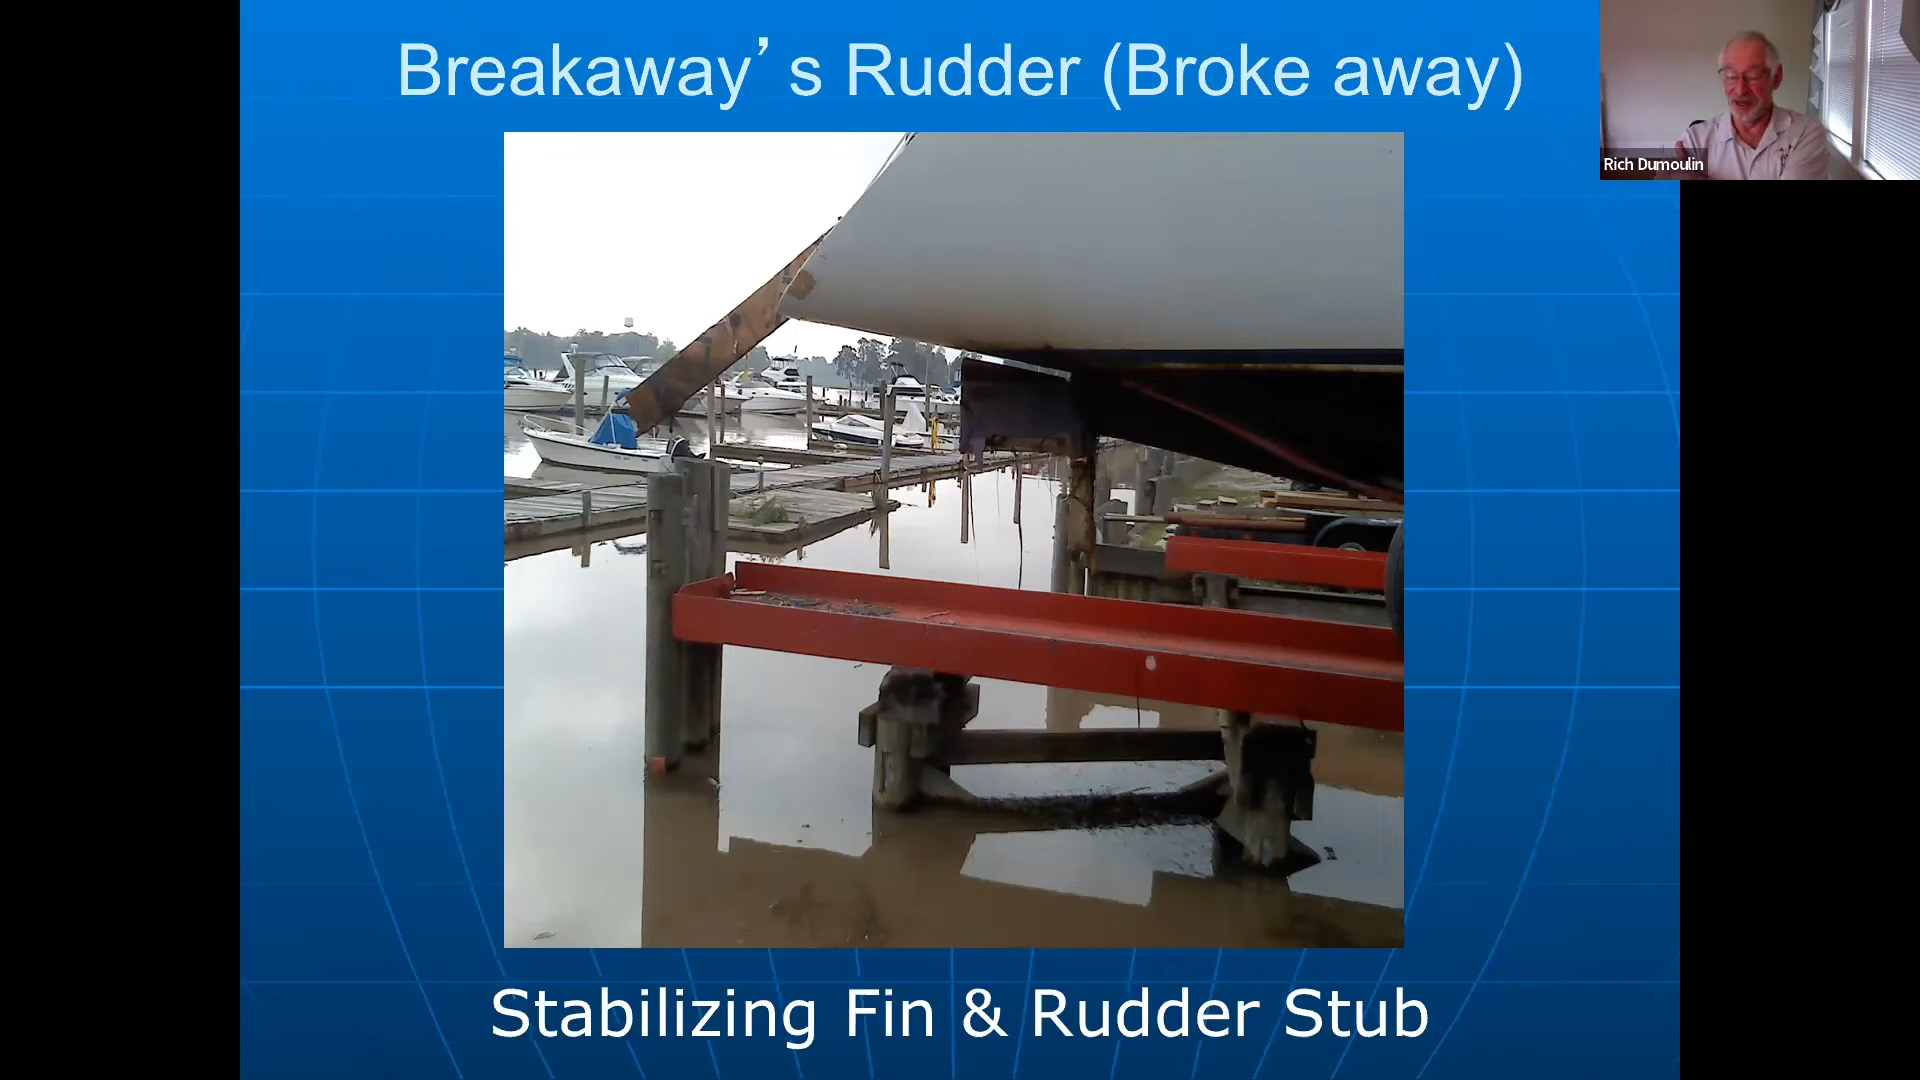 Breakaway’s Rudder (Broke away)
Rich Dumoulin
Stabilizing Fin & Rudder Stub